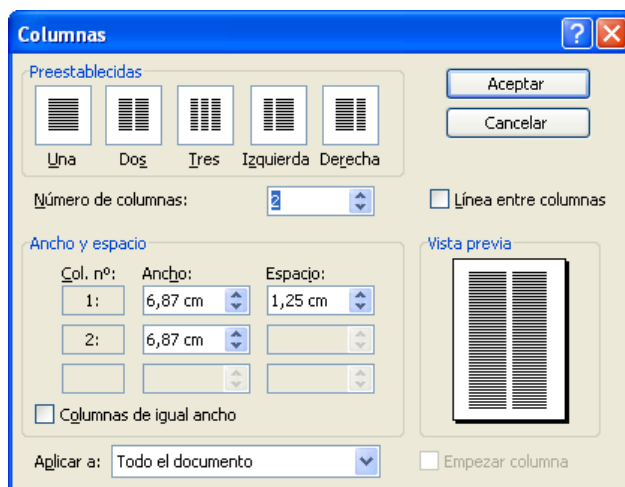 Columnas
Preestablecidas
Una Dos Tres Izquierda Derecha
Aceptar
Cancelar
Número de columnas: 2
Línea entre columnas
Ancho y espacio
Col. nº: Ancho: Espacio:
1: 6,87 cm 1,25 cm
2: 6,87 cm
Columnas de igual ancho
Vista previa
Aplicar a: Todo el documento
Empezar columna